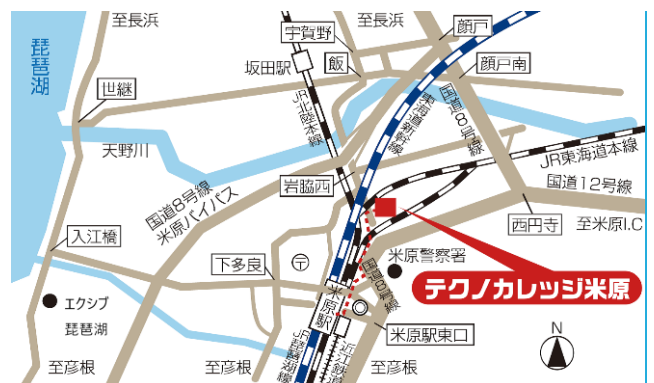 至長浜
至長浜
宇賀野
顔戸
琵琶湖
坂田駅
飯
顔戸南
世継
JR北陸本線
東海道新幹線
国道8号線
天野川
JR東海道本線
岩脇西
国道12号線
国道8号線
米原バイパス
西円寺
至米原I.C
入江橋
下多良
〒
米原警察署
国道8号線
テクノカレッジ米原
エクシブ
琵琶湖
米原駅
米原駅東口
N
JR琵琶湖線
近江鉄道
至彦根
至彦根
至彦根